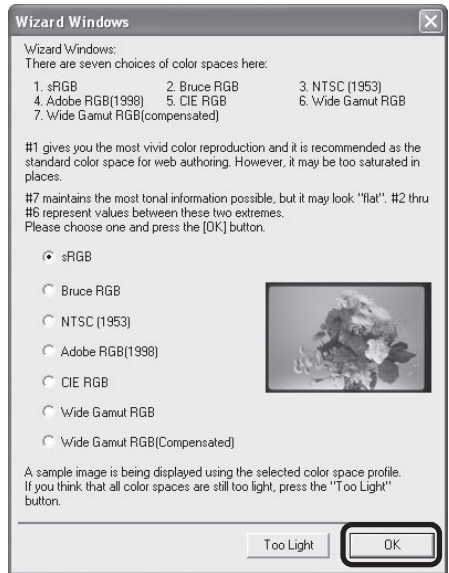 Wizard Windows
Wizard Windows:
There are seven choices of color spaces here:
1. sRGB 2. Bruce RGB 3. NTSC (1953)
4. Adobe RGB(1998) 5. CIE RGB 6. Wide Gamut RGB
7. Wide Gamut RGB(compensated)
#1 gives you the most vivid color reproduction and it is recommended as the
standard color space for web authoring. However, it may be too saturated in
places.
#7 maintains the most tonal information possible, but it may look "flat". #2 thru
#6 represent values between these two extremes.
Please choose one and press the [OK] button.
sRGB
Bruce RGB
NTSC (1953)
Adobe RGB(1998)
CIE RGB
Wide Gamut RGB
Wide Gamut RGB(Compensated)
A sample image is being displayed using the selected color space profile.
If you think that all color spaces are still too light, press the "Too Light"
button.
Too Light OK